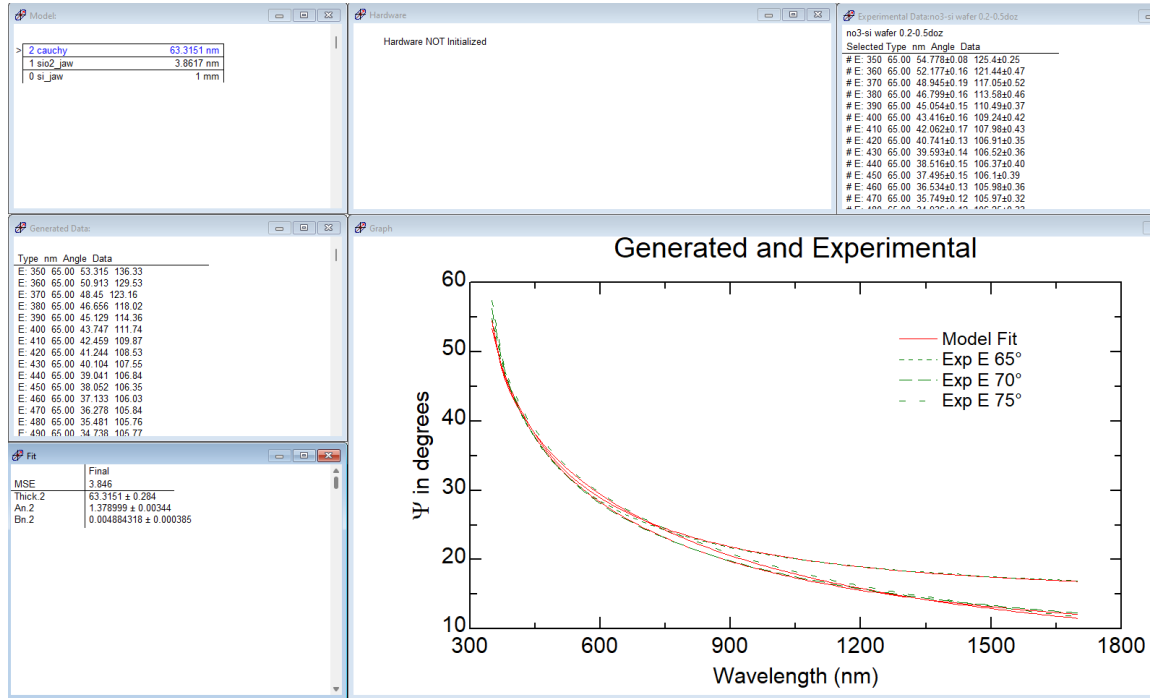 Model:
> 2 cauchy 63.3151 nm
1 sio2_jaw 3.8617 nm
0 si_jaw 1 mm
Hardware
Hardware NOT Initialized
Experimental Data:no3-si wafer 0.2-0.5doz
no3-si wafer 0.2-0.5doz
Selected Type nm Angle Data
# E: 350 65.00 54.778±0.08 125.4±0.25
# E: 360 65.00 52.177±0.16 121.44±0.47
# E: 370 65.00 48.945±0.19 117.05±0.52
# E: 380 65.00 46.799±0.16 113.58±0.46
# E: 390 65.00 45.054±0.15 110.49±0.37
# E: 400 65.00 43.416±0.16 109.24±0.42
# E: 410 65.00 42.062±0.17 107.98±0.43
# E: 420 65.00 40.741±0.13 106.91±0.35
# E: 430 65.00 39.593±0.14 106.52±0.36
# E: 440 65.00 38.516±0.15 106.37±0.40
# E: 450 65.00 37.495±0.15 106.1±0.39
# E: 460 65.00 36.534±0.13 105.98±0.36
# E: 470 65.00 35.749±0.12 105.97±0.32
Generated Data:
Type nm Angle Data
E: 350 65.00 53.315 136.33
E: 360 65.00 50.913 129.53
E: 370 65.00 48.45 123.16
E: 380 65.00 46.656 118.02
E: 390 65.00 45.129 114.36
E: 400 65.00 43.747 111.74
E: 410 65.00 42.459 109.87
E: 420 65.00 41.244 108.53
E: 430 65.00 40.104 107.55
E: 440 65.00 39.041 106.84
E: 450 65.00 38.052 106.35
E: 460 65.00 37.133 106.03
E: 470 65.00 36.278 105.84
E: 480 65.00 35.481 105.76
E: 490 65.00 34.738 105.77
Fit
Final
MSE 3.846
Thick.2 63.3151 ± 0.284
An.2 1.378999 ± 0.00344
Bn.2 0.004884318 ± 0.000385
Graph
Generated and Experimental
60
50
40
30
20
10
Ψ in degrees
Model Fit
Exp E 65°
Exp E 70°
Exp E 75°
300 600 900 1200 1500 1800
Wavelength (nm)